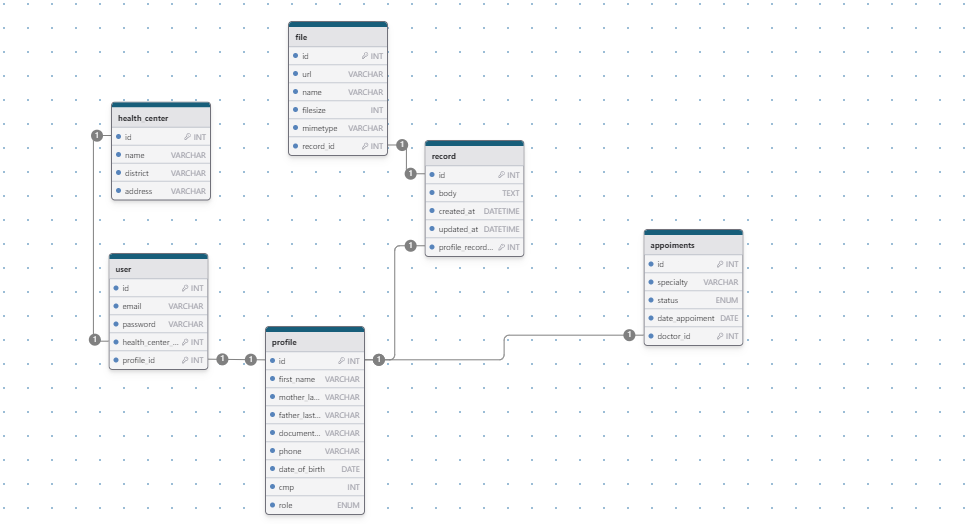 file
id INT
url VARCHAR
name VARCHAR
filesize INT
mimetype VARCHAR
record_id INT
health_center
id INT
name VARCHAR
district VARCHAR
address VARCHAR
1
1
1
record
id INT
body TEXT
created_at DATETIME
updated_at DATETIME
profile_record... INT
1
user
id INT
email VARCHAR
password VARCHAR
health_center_... INT
profile_id INT
1
1
1
profile
id INT
first_name VARCHAR
mother_la... VARCHAR
father_last... VARCHAR
document... VARCHAR
phone VARCHAR
date_of_birth DATE
cmp INT
role ENUM
1
1
appoiments
id INT
specialty VARCHAR
status ENUM
date_appoiment DATE
doctor_id INT